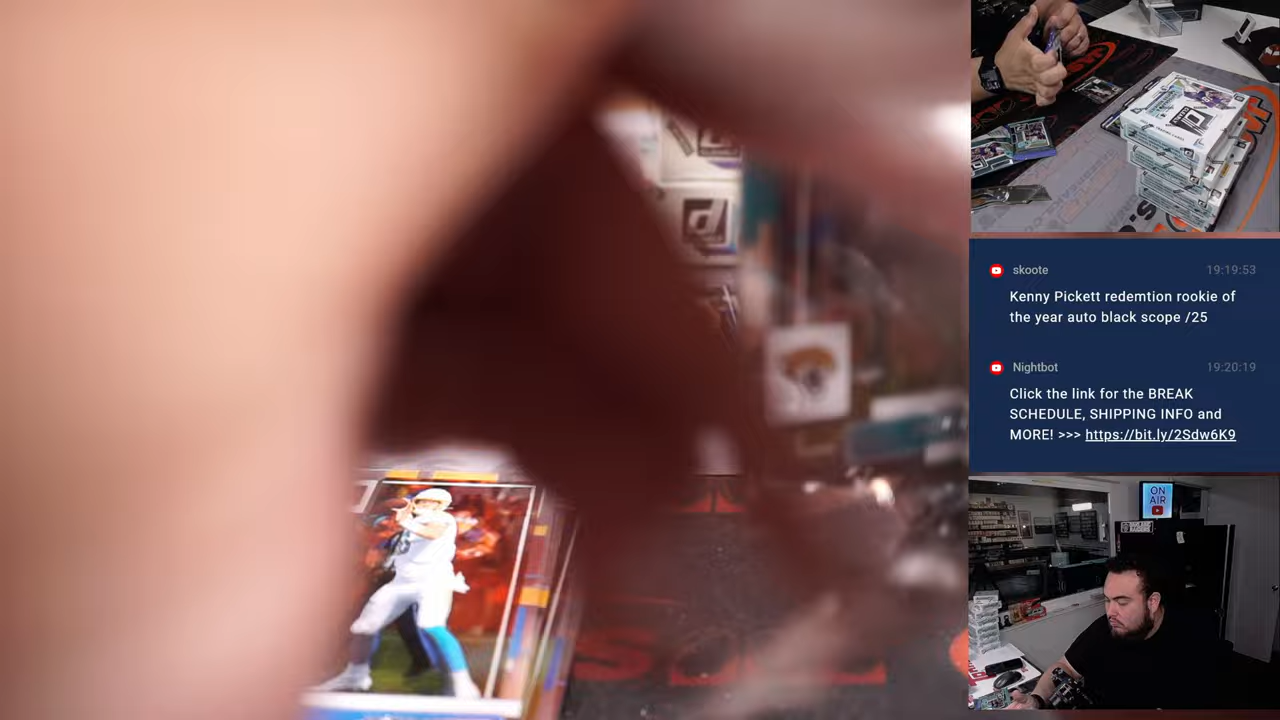 skoote 19:19:53
Kenny Pickett redemtion rookie of
the year auto black scope /25
Nightbot 19:20:19
Click the link for the BREAK
SCHEDULE, SHIPPING INFO and
MORE! >>> https://bit.ly/2Sdw6K9
ON
AIR